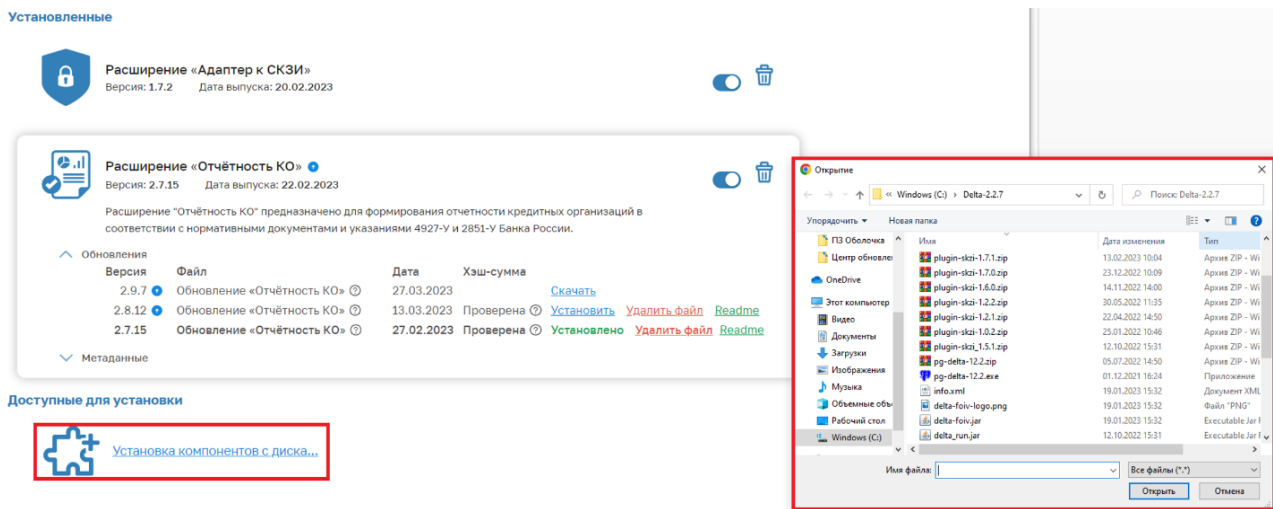 Установленные
Расширение «Адаптер к СКЗИ»
Версия: 1.7.2 Дата выпуска: 20.02.2023
Расширение «Отчётность КО»
Версия: 2.7.15 Дата выпуска: 22.02.2023
Расширение "Отчётность КО" предназначено для формирования отчетности кредитных организаций в
соответствии с нормативными документами и указаниями 4927-У и 2851-У Банка России.
Обновления
Версия Файл Дата Хэш-сумма
2.9.7 Обновление «Отчётность КО» 27.03.2023 Скачать
2.8.12 Обновление «Отчётность КО» 13.03.2023 Проверена Установить Удалить файл Readme
2.7.15 Обновление «Отчётность КО» 27.02.2023 Проверена Установлено Удалить файл Readme
Метаданные
Доступные для установки
Установка компонентов с диска...
Открытие
« Windows (C:) > Delta-2.2.7
Поиск: Delta-2.2.7
Упорядочить Новая папка
ПЗ Оболочка
Центр обновле
OneDrive
Этот компьютер
Видео
Документы
Загрузки
Изображения
Музыка
Объемные объ
Рабочий стол
Windows (C:)
Имя Дата изменения Тип
plugin-skzi-1.7.1.zip 13.02.2023 10:04 Архив ZIP - Wi
plugin-skzi-1.7.0.zip 23.12.2022 10:09 Архив ZIP - Wi
plugin-skzi-1.6.0.zip 14.11.2022 14:00 Архив ZIP - Wi
plugin-skzi-1.2.2.zip 30.05.2022 11:35 Архив ZIP - Wi
plugin-skzi-1.2.1.zip 22.04.2022 14:50 Архив ZIP - Wi
plugin-skzi-1.0.2.zip 25.01.2022 10:46 Архив ZIP - Wi
plugin-skzi_1.5.1.zip 12.10.2022 15:31 Архив ZIP - Wi
pg-delta-12.2.zip 05.07.2022 14:50 Архив ZIP - Wi
pg-delta-12.2.exe 01.12.2021 16:24 Приложение
info.xml 19.01.2023 15:32 Документ XML
delta-foiv-logo.png 19.01.2023 15:32 Файл "PNG"
delta-foiv.jar 19.01.2023 15:32 Executable Jar F
delta_run.jar 12.10.2022 15:31 Executable Jar F
Имя файла:
Все файлы (*.*)
Открыть Отмена